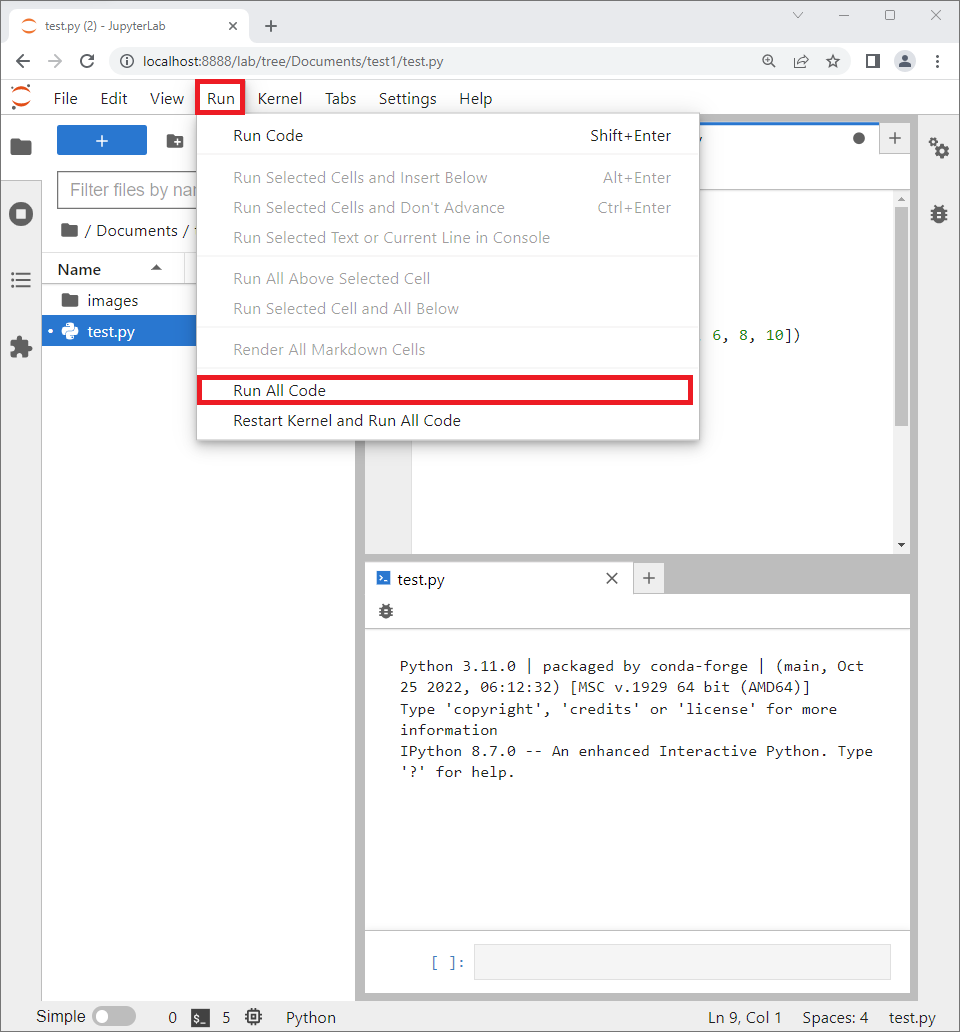 test.py (2) - JupyterLab
localhost:8888/lab/tree/Documents/test1/test.py
File Edit View Run Kernel Tabs Settings Help
Run Code Shift+Enter
Run Selected Cells and Insert Below Alt+Enter
Run Selected Cells and Don't Advance Ctrl+Enter
Run Selected Text or Current Line in Console
Run All Above Selected Cell
Run Selected Cell and All Below
Render All Markdown Cells
Run All Code
Restart Kernel and Run All Code
+
Filter files by
/ Documents /
Name
images
test.py
6, 8, 10])
test.py
Python 3.11.0 | packaged by conda-forge | (main, Oct
25 2022, 06:12:32) [MSC v.1929 64 bit (AMD64)]
Type 'copyright', 'credits' or 'license' for more
information
IPython 8.7.0 -- An enhanced Interactive Python. Type
'?' for help.
[ ]:
Simple 0 $_ 5 Python Ln 9, Col 1 Spaces: 4 test.py